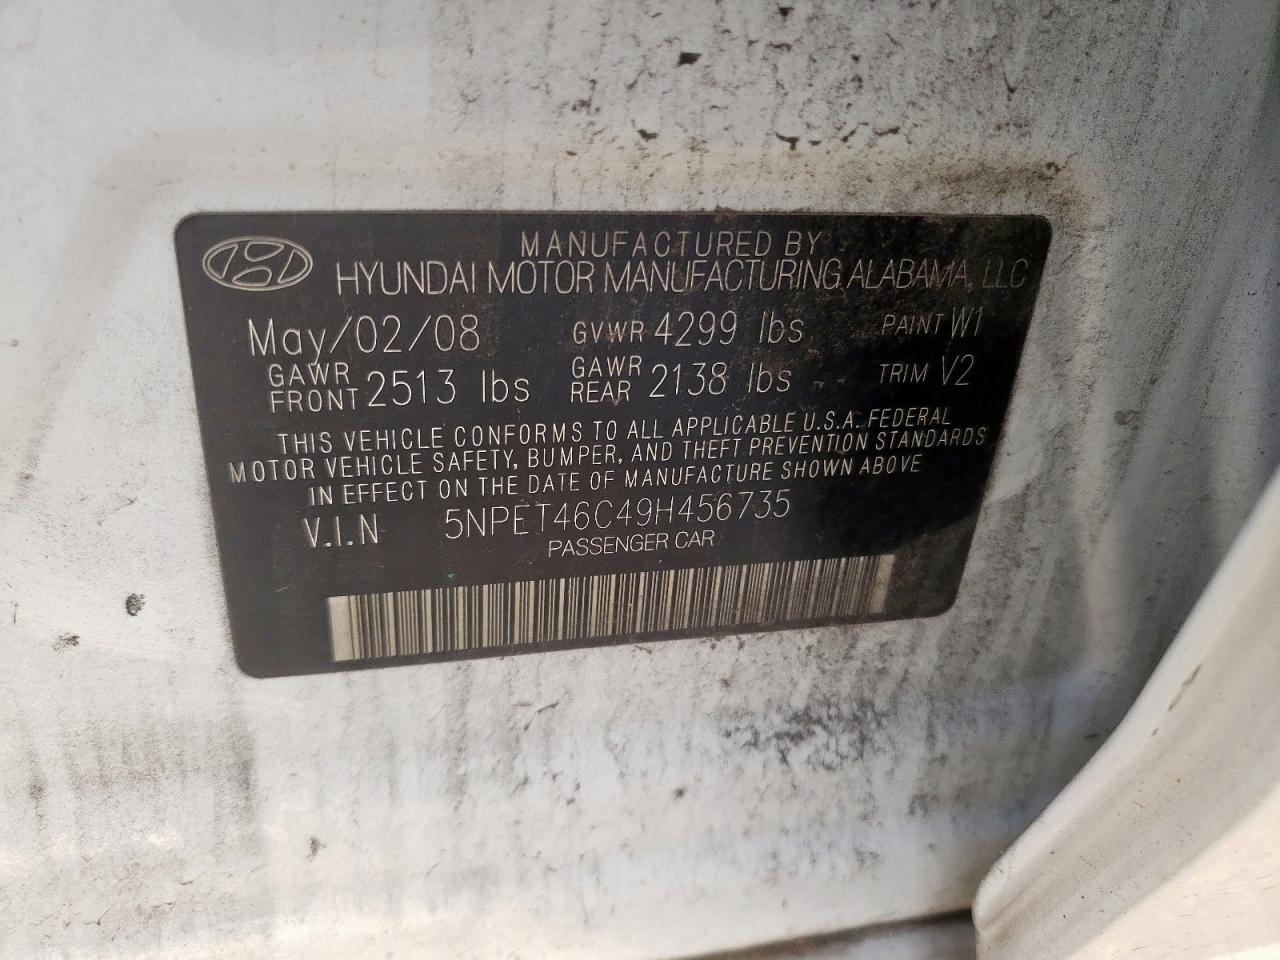 MANUFACTURED BY
HYUNDAI MOTOR MANUFACTURING ALABAMA, LLC
May/02/08 GVWR 4299 lbs PAINT W1
GAWR FRONT 2513 lbs GAWR REAR 2138 lbs TRIM V2
THIS VEHICLE CONFORMS TO ALL APPLICABLE U.S.A. FEDERAL
MOTOR VEHICLE SAFETY, BUMPER, AND THEFT PREVENTION STANDARDS
IN EFFECT ON THE DATE OF MANUFACTURE SHOWN ABOVE
V.I.N 5NPET46C49H456735
PASSENGER CAR